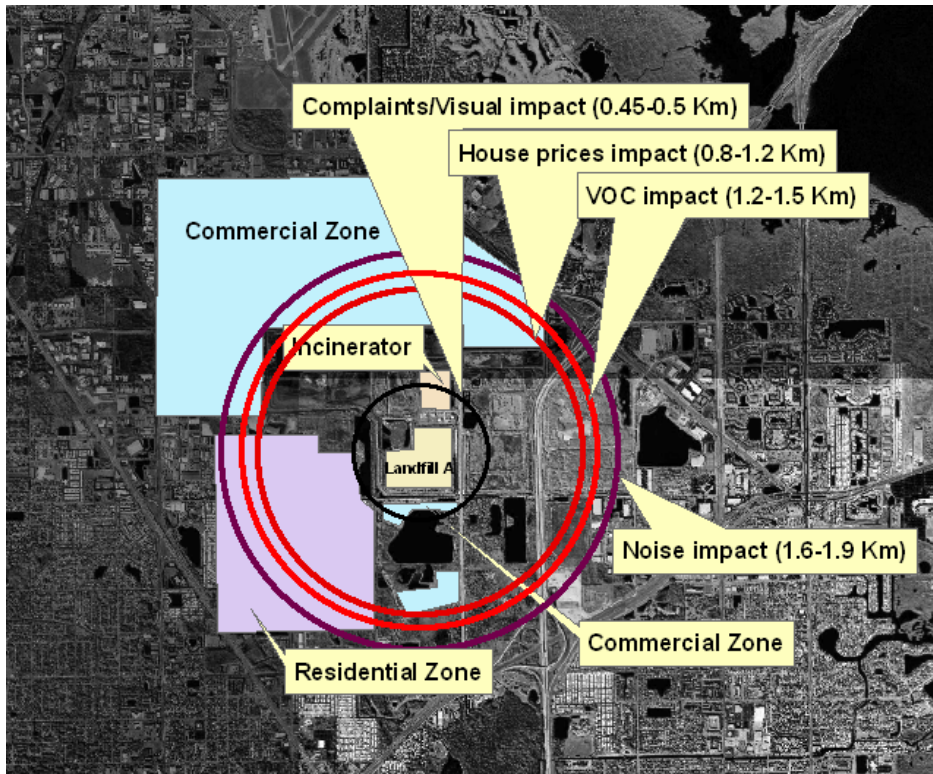 Complaints/Visual impact (0.45-0.5 Km)
House prices impact (0.8-1.2 Km)
VOC impact (1.2-1.5 Km)
Commercial Zone
Incinerator
Landfill A
Noise impact (1.6-1.9 Km)
Commercial Zone
Residential Zone